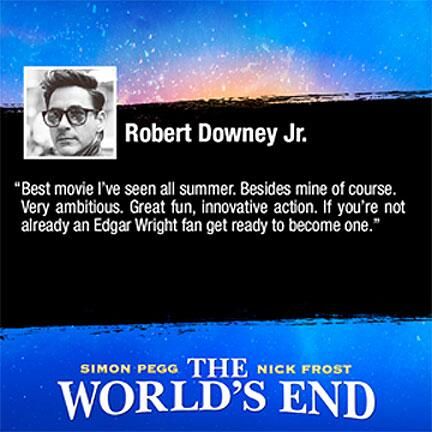 Robert Downey Jr.
“Best movie I've seen all summer. Besides mine of course.
Very ambitious. Great fun, innovative action. If you're not
already an Edgar Wright fan get ready to become one.”
SIMON PEGG THE NICK FROST
WORLD'S END